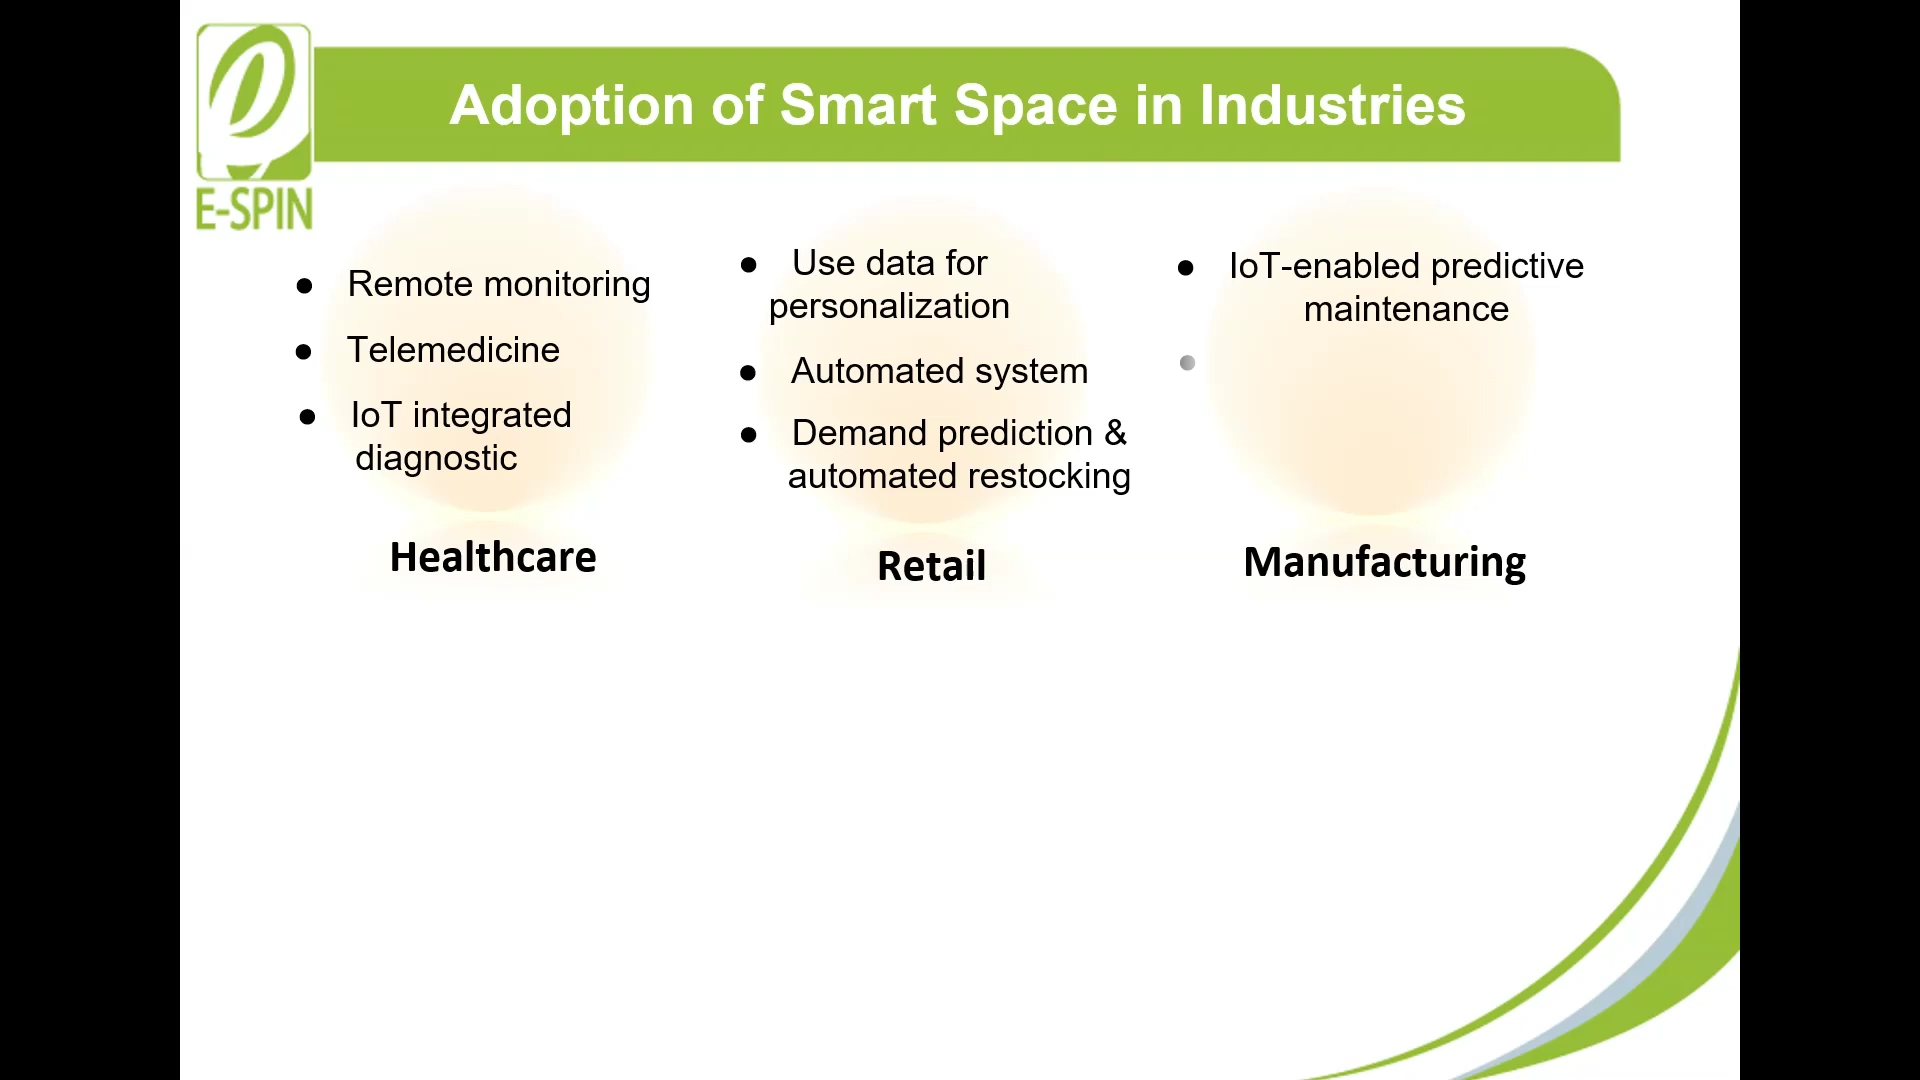 Adoption of Smart Space in Industries
E-SPIN
● Remote monitoring
● Telemedicine
● IoT integrated
diagnostic
Healthcare
● Use data for
personalization
● Automated system
● Demand prediction &
automated restocking
Retail
● IoT-enabled predictive
maintenance
●
Manufacturing